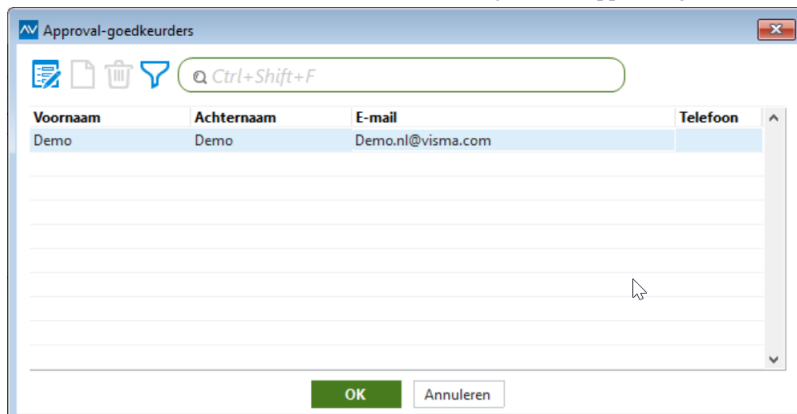 Approval-goedkeurders
Ctrl+Shift+F
Voornaam Achternaam E-mail Telefoon
Demo Demo Demo.nl@visma.com
OK Annuleren